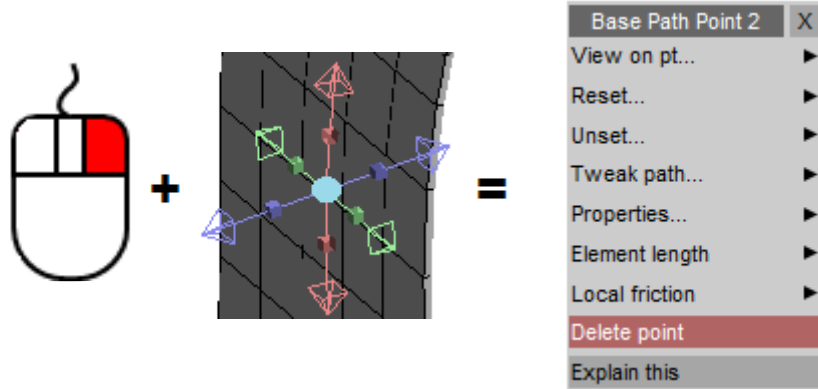 +
=
Base Path Point 2 X
View on pt...
Reset...
Unset...
Tweak path...
Properties...
Element length
Local friction
Delete point
Explain this